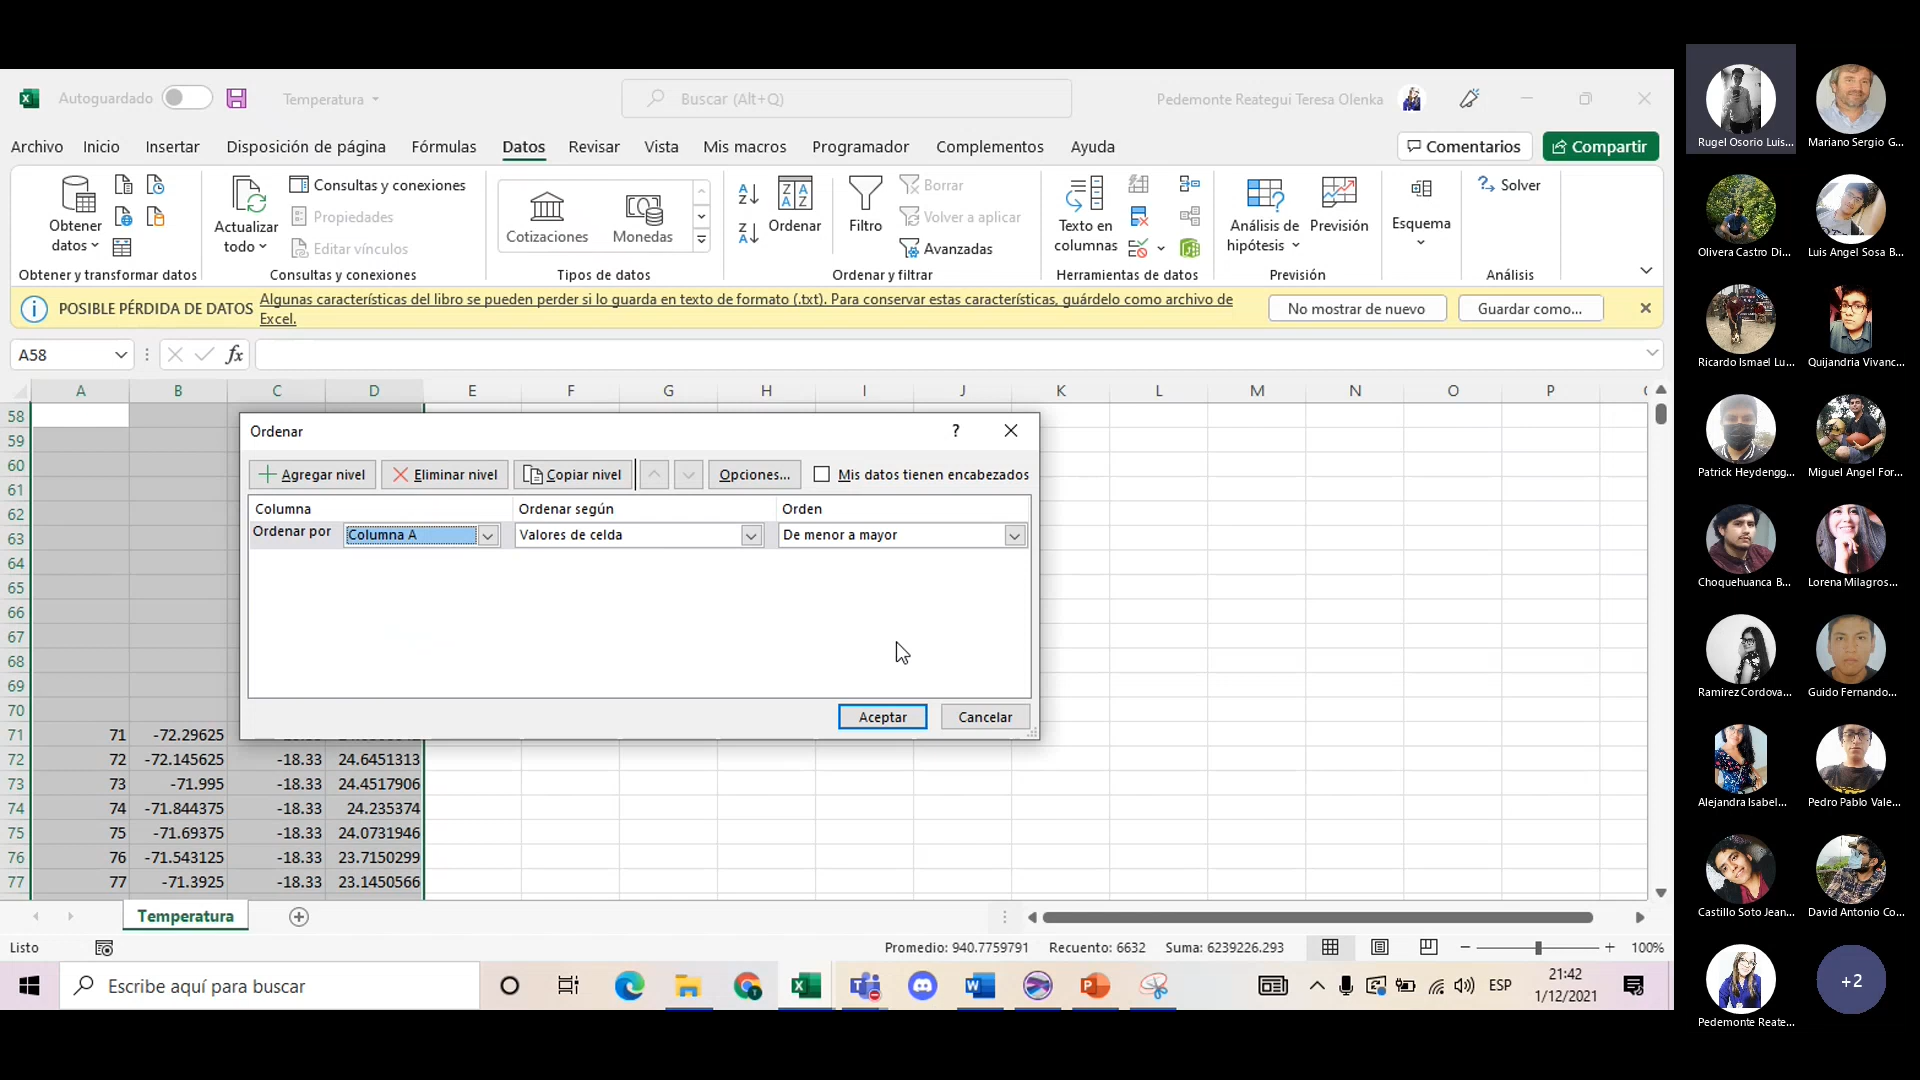 Autoguardado
Temperatura
Buscar (Alt+Q)
Pedemonte Reategui Teresa Olenka
Archivo Inicio Insertar Disposición de página Fórmulas Datos Revisar Vista Mis macros Programador Complementos Ayuda
Comentarios
Compartir
Obtener datos
Obtener y transformar datos
Actualizar todo
Consultas y conexiones
Propiedades
Editar vínculos
Consultas y conexiones
Cotizaciones
Monedas
Tipos de datos
Ordenar
Filtro
Borrar
Volver a aplicar
Avanzadas
Ordenar y filtrar
Texto en columnas
Herramientas de datos
Análisis de hipótesis
Previsión
Previsión
Esquema
Solver
Análisis
POSIBLE PÉRDIDA DE DATOS
Algunas características del libro se pueden perder si lo guarda en texto de formato (.txt). Para conservar estas características, guárdelo como archivo de
Excel.
No mostrar de nuevo
Guardar como...
A58
fx
A B C D E F G H I J K L M N O P
58
59
60
61
62
63
64
65
66
67
68
69
70
Ordenar
Agregar nivel
Eliminar nivel
Copiar nivel
Opciones...
Mis datos tienen encabezados
Columna
Ordenar según
Orden
Ordenar por
Columna A
Valores de celda
De menor a mayor
Aceptar
Cancelar
71 71 -72.29625
72 72 -72.145625 -18.33 24.6451313
73 73 -71.995 -18.33 24.4517906
74 74 -71.844375 -18.33 24.235374
75 75 -71.69375 -18.33 24.0731946
76 76 -71.543125 -18.33 23.7150299
77 77 -71.3925 -18.33 23.1450566
Temperatura
Listo
Promedio: 940.7759791 Recuento: 6632 Suma: 6239226.293
100%
Escribe aquí para buscar
ESP
21:42
1/12/2021
Rugel Osorio Luis...
Mariano Sergio G...
Olivera Castro Di...
Luis Angel Sosa B...
Ricardo Ismael Lu...
Quijandria Vivanc...
Patrick Heydengg...
Miguel Angel For...
Choquehuanca B...
Lorena Milagros...
Ramirez Cordova...
Guido Fernando...
Alejandra Isabel...
Pedro Pablo Vale...
Castillo Soto Jean...
David Antonio Co...
Pedemonte Reate...
+2